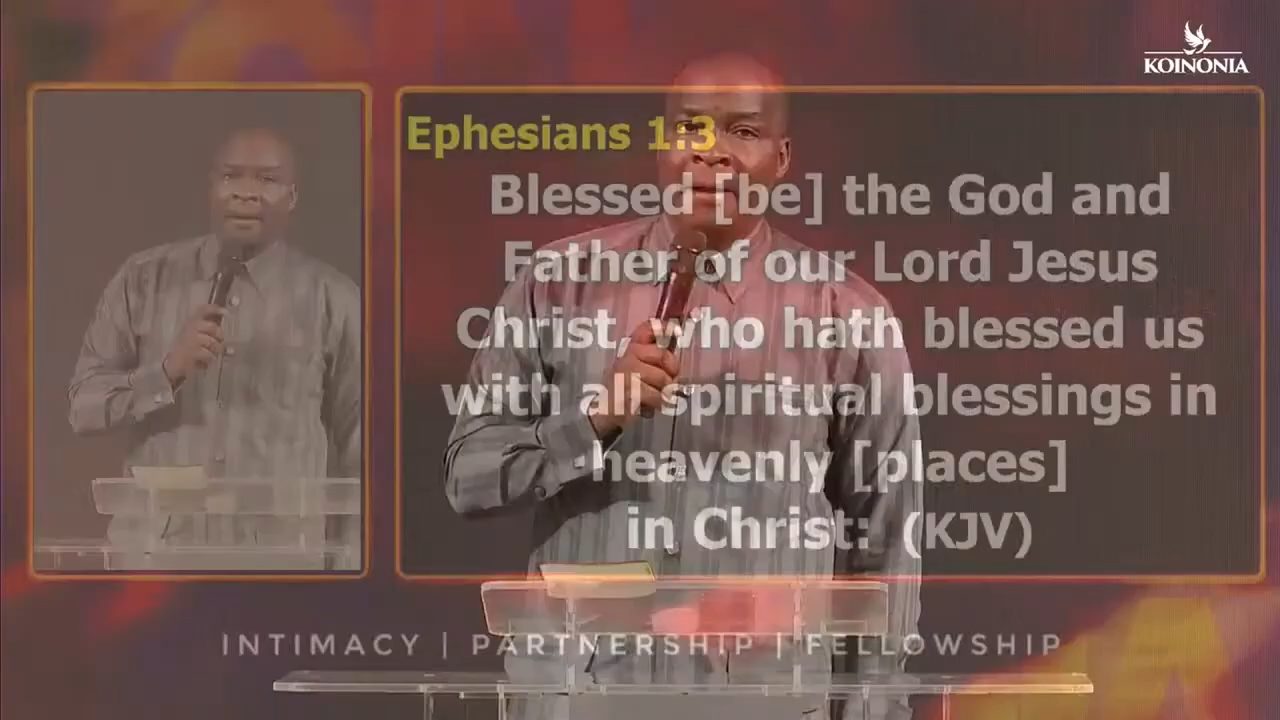 KOINONIA
Ephesians 1:3
Blessed [be] the God and
Father of our Lord Jesus
Christ, who hath blessed us
with all spiritual blessings in
heavenly [places]
in Christ:  (KJV)
INTIMACY | PARTNERSHIP | FELLOWSHIP